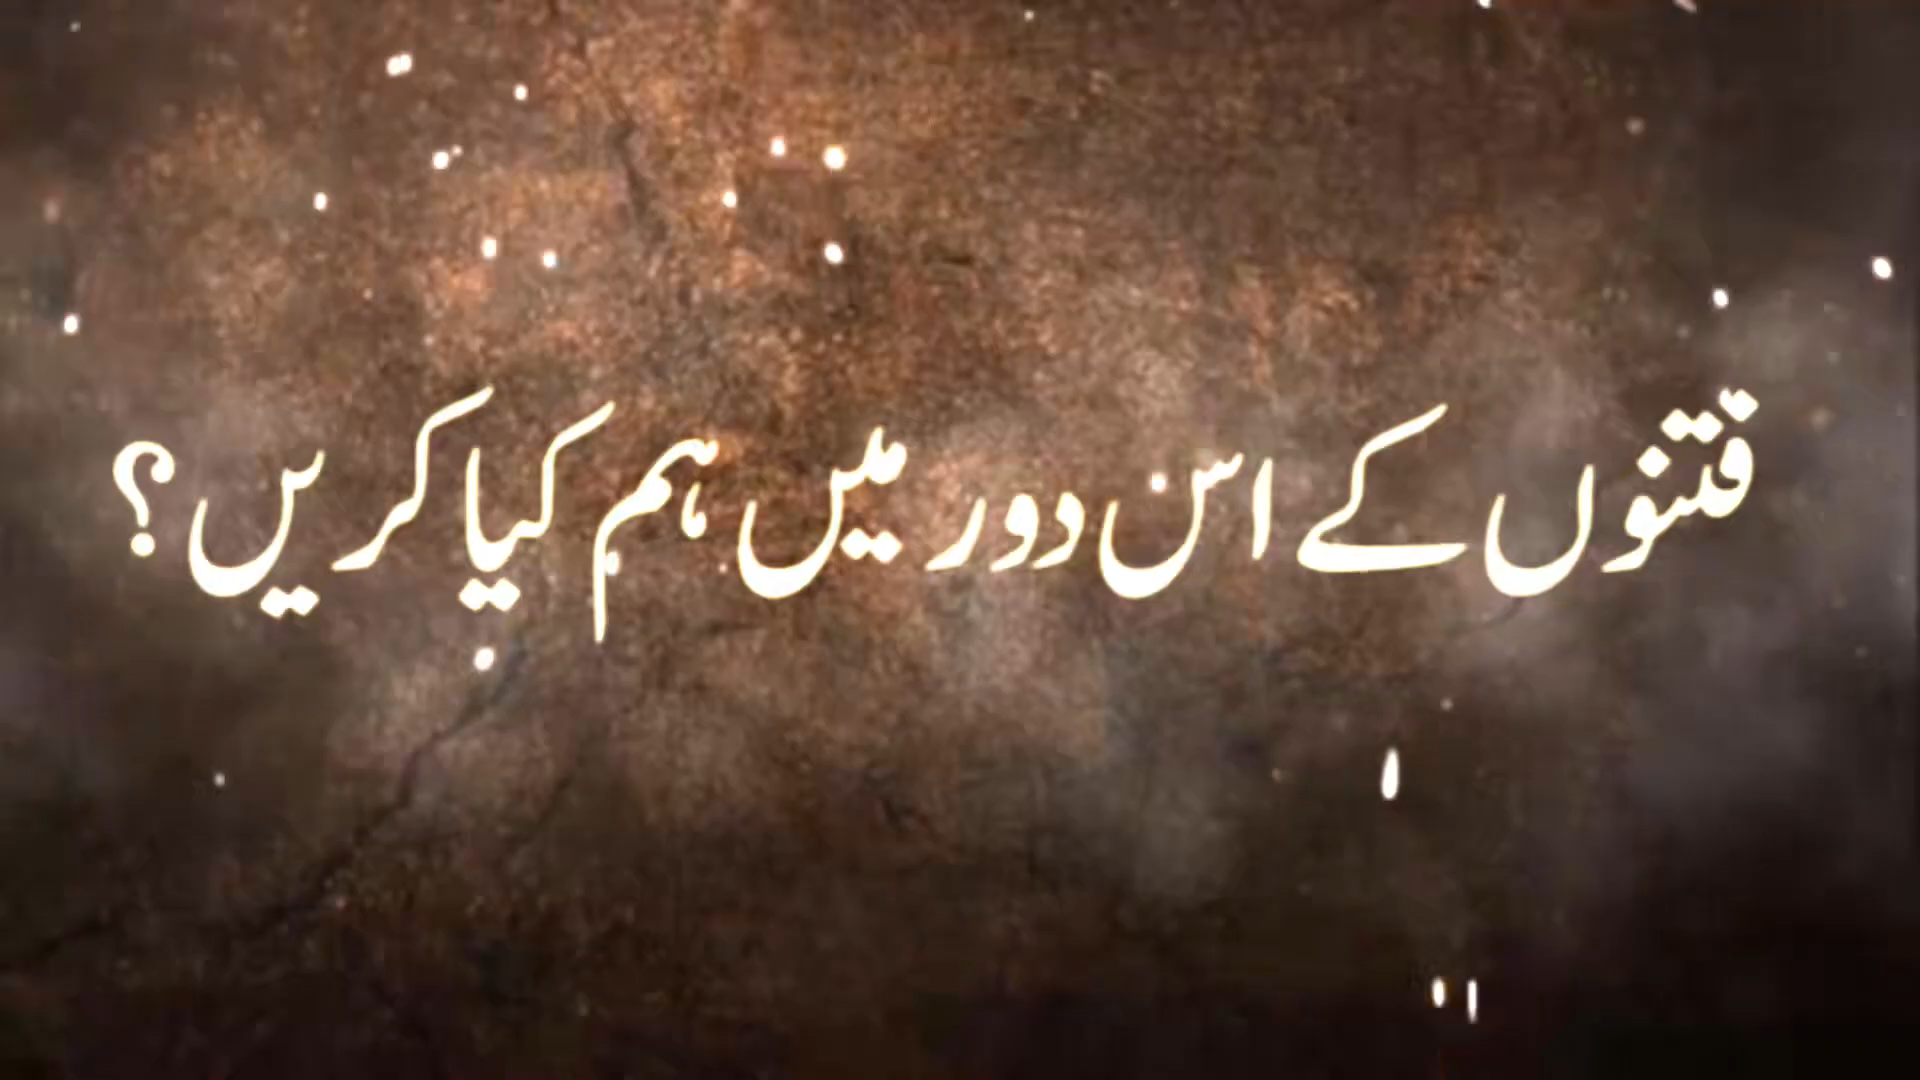 فتنوں کے اس دور میں ہم کیا کریں؟